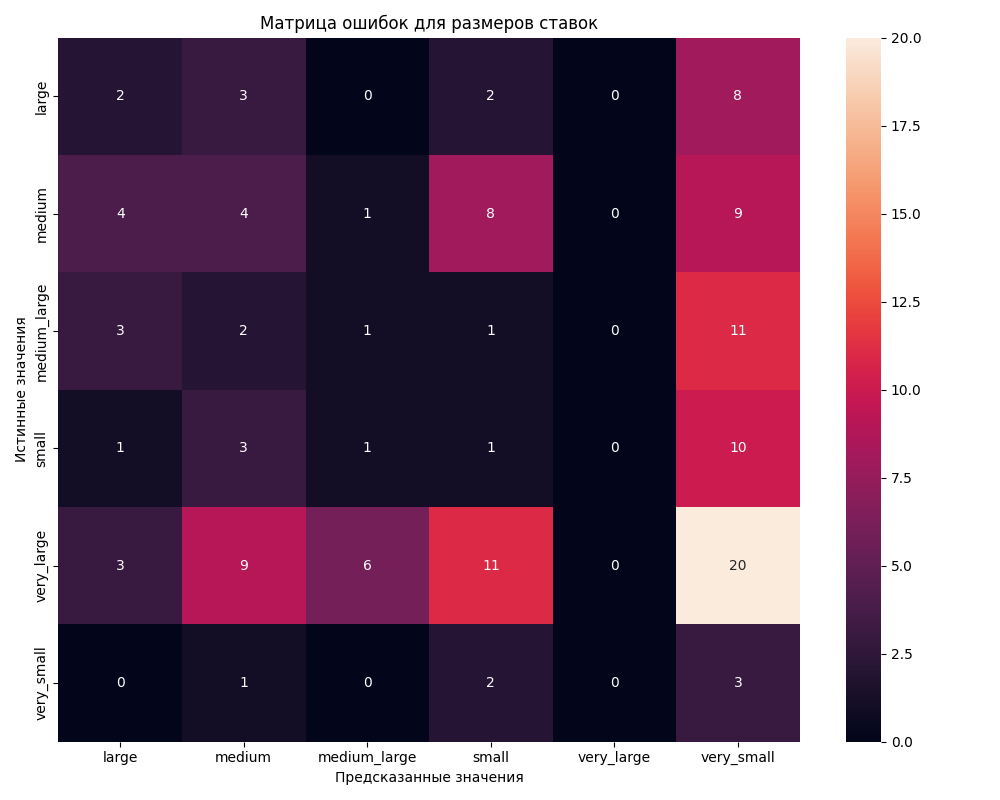 Матрица ошибок для размеров ставок
large 2 3 0 2 0 8
medium 4 4 1 8 0 9
medium_large 3 2 1 1 0 11
small 1 3 1 1 0 10
very_large 3 9 6 11 0 20
very_small 0 1 0 2 0 3
large medium medium_large small very_large very_small
Предсказанные значения
Истинные значения
20.0
17.5
15.0
12.5
10.0
7.5
5.0
2.5
0.0